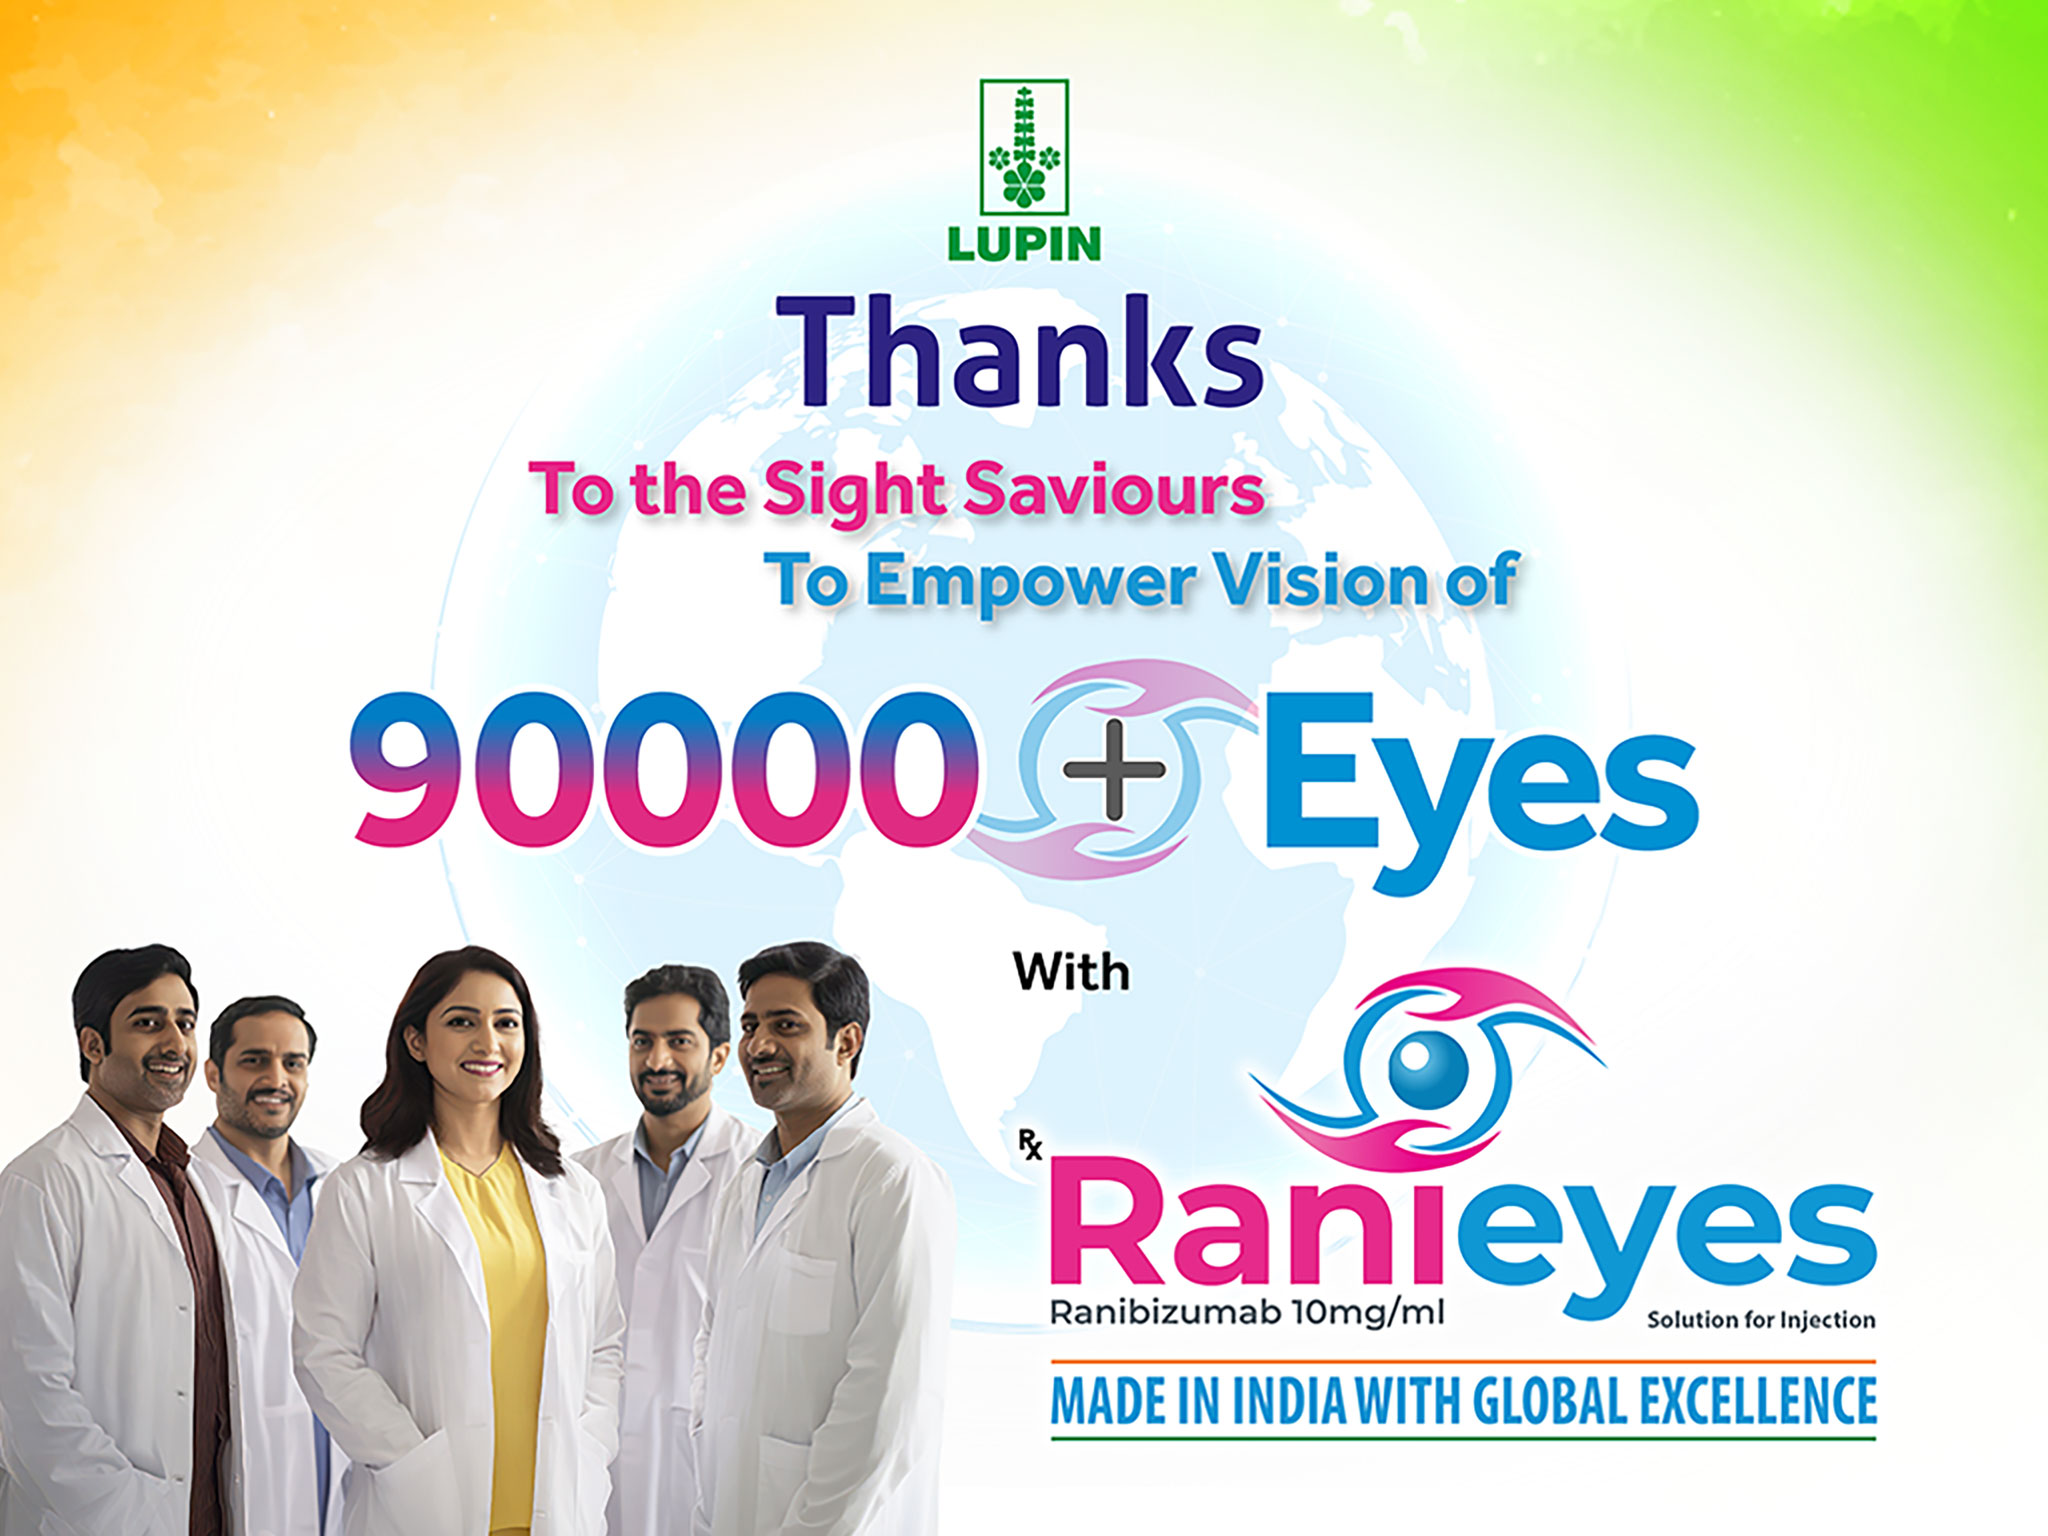 LUPIN
Thanks
To the Sight Saviours
To Empower Vision of
90000 + Eyes
With
Rx
Ranieyes
Ranibizumab 10mg/ml
Solution for Injection
MADE IN INDIA WITH GLOBAL EXCELLENCE